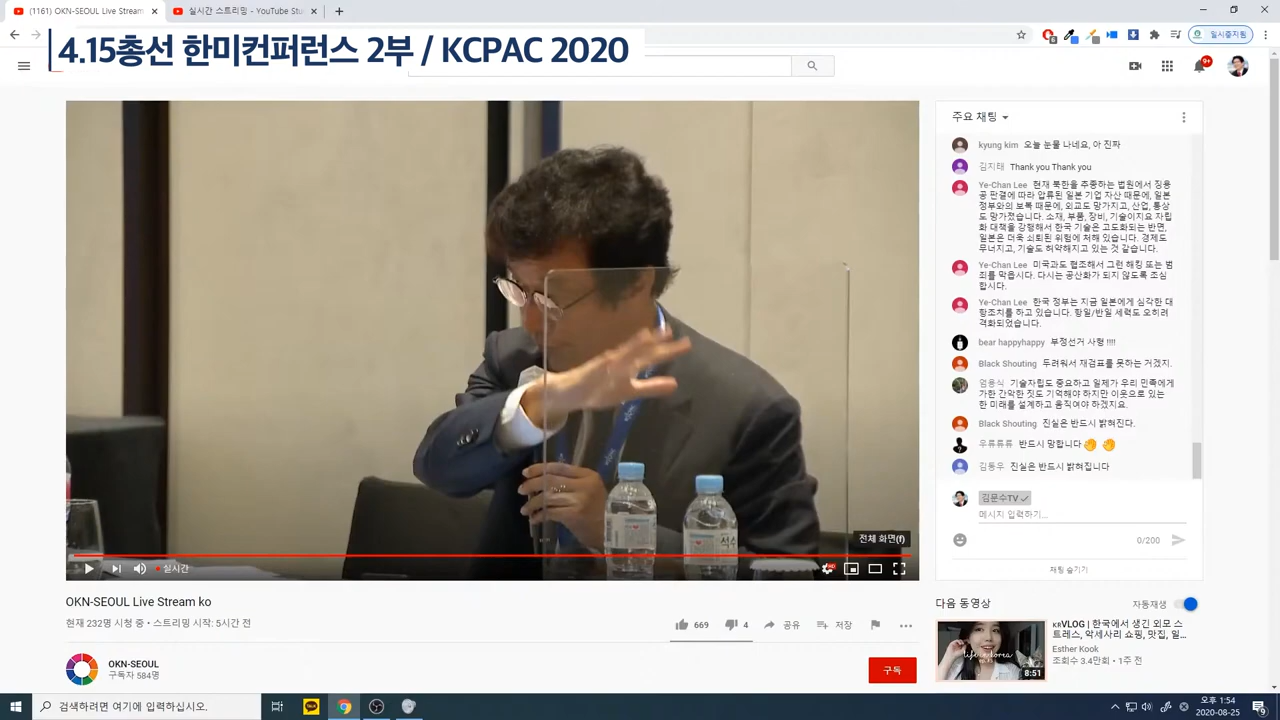 (1161) OKN-SEOUL Live Stream
실시간 스트리밍 - YouTube Stu
일시중지됨
4.15총선 한미컨퍼런스 2부 / KCPAC 2020
9+
주요 채팅
kyung kim 오늘 눈물 나네요, 아 진짜
김지태 Thank you Thank you
Ye-Chan Lee 현재 북한을 추종하는 법원에서 징용
공 판결에 따라 압류된 일본 기업 자산 때문에, 일본
정부와의 보복 때문에, 외교도 망가지고, 산업, 통상
도 망가졌습니다. 소재, 부품, 장비, 기술이지요 자립
화 대책을 강행해서 한국 기술은 고도화되는 반면,
일본은 더욱 쇠퇴된 위험에 처해 있습니다. 경제도
무너지고, 기술도 허약해지고 있는 것 같습니다.
Ye-Chan Lee 미국과도 협조해서 그런 해킹 또는 범
죄를 막읍시다. 다시는 공산화가 되지 않도록 조심
합시다.
Ye-Chan Lee 한국 정부는 지금 일본에게 심각한 대
항조치를 하고 있습니다. 항일/반일 세력도 오히려
격화되었습니다.
bear happyhappy 부정선거 사형 !!!!
Black Shouting 두려워서 재검표를 못하는 거겠지.
엄용식 기술자립도 중요하고 일제가 우리 민족에게
가한 간악한 짓도 기억해야 하지만 이웃으로 있는
한 미래를 설계하고 움직여야 하겠지요.
Black Shouting 진실은 반드시 밝혀진다.
우류류류 반드시 망합니다
김동우 진실은 반드시 밝혀집니다
김문수TV
메시지 입력하기...
0/200
채팅 숨기기
석수
전체 화면(f)
실시간
HD
OKN-SEOUL Live Stream ko
현재 232명 시청 중 • 스트리밍 시작: 5시간 전
669
4
공유
저장
OKN-SEOUL
구독자 584명
구독
다음 동영상
자동재생
life in korea
ep. 13
8:51
KRVLOG | 한국에서 생긴 외모 스
트레스, 악세사리 쇼핑, 맛집, 일...
Esther Kook
조회수 3.4만회 • 1주 전
검색하려면 여기에 입력하십시오.
TALK
오후 1:54
2020-08-25
9